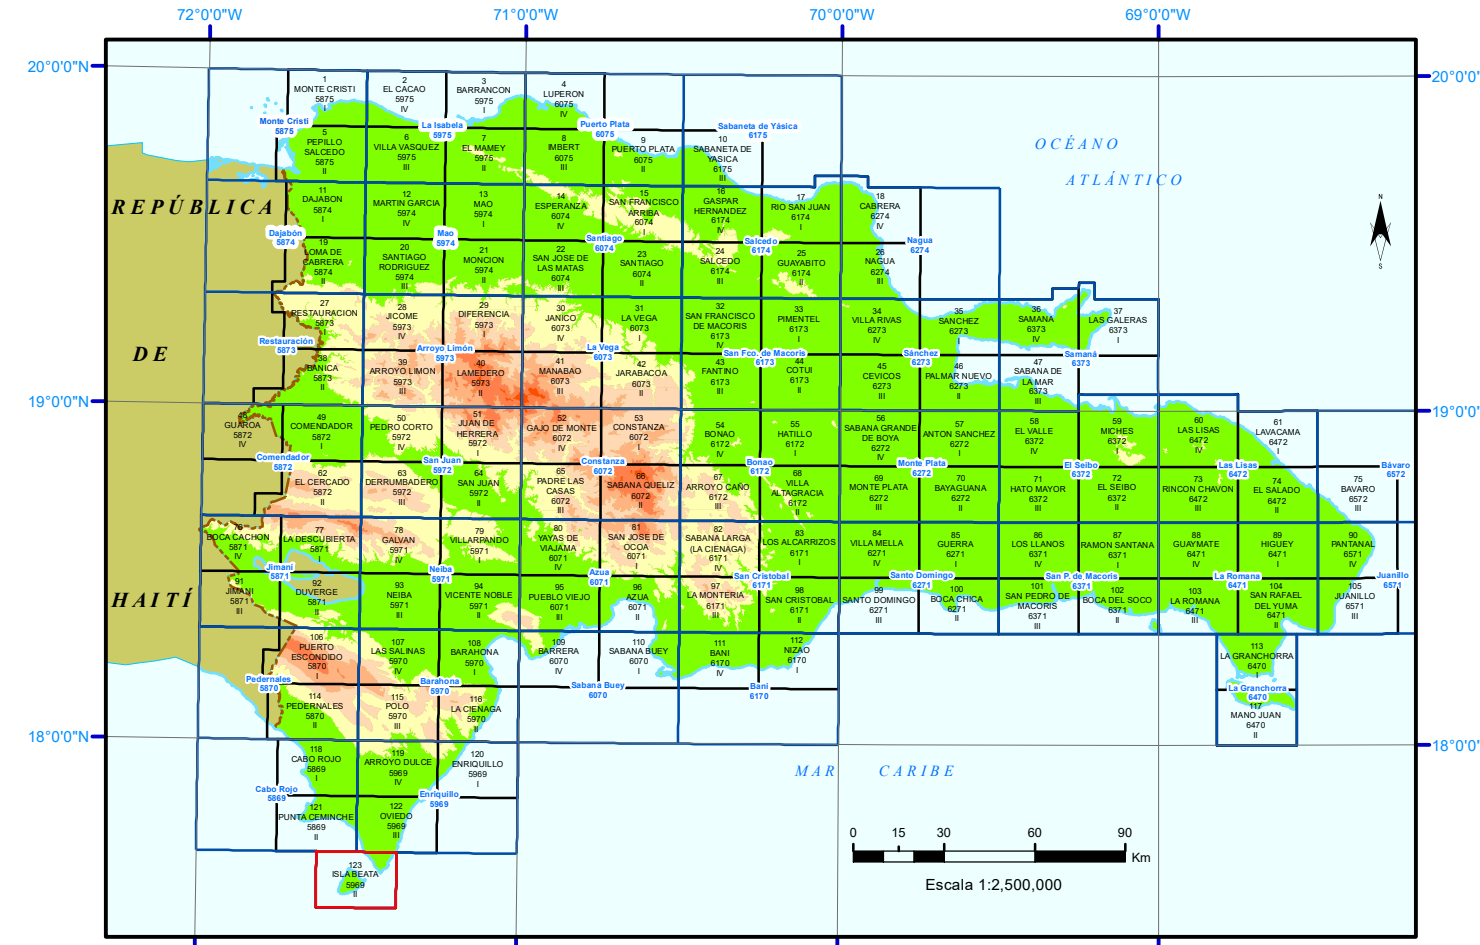 72°0'0"W
71°0'0"W
70°0'0"W
69°0'0"W
20°0'0"N
20°0'0'
1
MONTE CRISTI
5875
I
2
EL CACAO
5975
IV
3
BARRANCON
5975
I
4
LUPERON
6075
IV
Monte Cristi
5875
La Isabela
5975
Puerto Plata
6075
Sabaneta de Yásica
6175
OCÉANO
ATLÁNTICO
5
PEPILLO
SALCEDO
5875
II
6
VILLA VASQUEZ
5975
III
7
EL MAMEY
5975
II
8
IMBERT
6075
III
9
PUERTO PLATA
6075
II
10
SABANETA DE
YASICA
6175
III
REPÚBLICA
11
DAJABON
5874
I
12
MARTIN GARCIA
5974
IV
13
MAO
5974
I
14
ESPERANZA
6074
IV
15
SAN FRANCISCO
ARRIBA
6074
I
16
GASPAR
HERNANDEZ
6174
IV
17
RIO SAN JUAN
6174
I
18
CABRERA
6274
IV
N
S
Dajabón
5874
Mao
5974
Santiago
6074
Salcedo
6174
Nagua
6274
19
LOMA DE
CABRERA
5874
II
20
SANTIAGO
RODRIGUEZ
5974
III
21
MONCION
5974
II
22
SAN JOSE DE
LAS MATAS
6074
III
23
SANTIAGO
6074
II
24
SALCEDO
6174
III
25
GUAYABITO
6174
II
26
NAGUA
6274
III
27
RESTAURACION
5873
I
28
JICOME
5973
IV
29
DIFERENCIA
5973
I
30
JANICO
6073
IV
31
LA VEGA
6073
I
32
SAN FRANCISCO
DE MACORIS
6173
IV
33
PIMENTEL
6173
I
34
VILLA RIVAS
6273
IV
35
SANCHEZ
6273
I
36
SAMANA
6373
IV
37
LAS GALERAS
6373
I
Restauración
5873
Arroyo Limón
5973
La Vega
6073
San Fco. de Macoris
6173
Sánchez
6273
Samaná
6373
DE
38
BANICA
5873
II
39
ARROYO LIMON
5973
III
40
LAMEDERO
5973
II
41
MANABAO
6073
III
42
JARABACOA
6073
II
43
FANTINO
6173
III
44
COTUI
6173
II
45
CEVICOS
6273
III
46
PALMAR NUEVO
6273
II
47
SABANA DE
LA MAR
6373
III
19°0'0"N
19°0'0'
48
GUAROA
5872
IV
49
COMENDADOR
5872
I
50
PEDRO CORTO
5972
IV
51
JUAN DE
HERRERA
5972
I
52
GAJO DE MONTE
6072
IV
53
CONSTANZA
6072
I
54
BONAO
6172
IV
55
HATILLO
6172
I
56
SABANA GRANDE
DE BOYA
6272
IV
57
ANTON SANCHEZ
6272
I
58
EL VALLE
6372
IV
59
MICHES
6372
I
60
LAS LISAS
6472
IV
61
LAVACAMA
6472
I
Comendador
5872
San Juan
5972
Constanza
6072
Bonao
6172
Monte Plata
6272
El Seibo
6372
Las Lisas
6472
Bávaro
6572
62
EL CERCADO
5872
II
63
DERRUMBADERO
5972
III
64
SAN JUAN
5972
II
65
PADRE LAS
CASAS
6072
III
66
SABANA QUELIZ
6072
II
67
ARROYO CAÑO
6172
III
68
VILLA
ALTAGRACIA
6172
II
69
MONTE PLATA
6272
III
70
BAYAGUANA
6272
II
71
HATO MAYOR
6372
III
72
EL SEIBO
6372
II
73
RINCON CHAVON
6472
III
74
EL SALADO
6472
II
75
BAVARO
6572
III
76
BOCA CACHON
5871
IV
77
LA DESCUBIERTA
5871
I
78
GALVAN
5971
IV
79
VILLARPANDO
5971
I
80
YAYAS DE
VIAJAMA
6071
IV
81
SAN JOSE DE
OCOA
6071
I
82
SABANA LARGA
(LA CIENAGA)
6171
IV
83
LOS ALCARRIZOS
6171
I
84
VILLA MELLA
6271
IV
85
GUERRA
6271
I
86
LOS LLANOS
6371
IV
87
RAMON SANTANA
6371
I
88
GUAYMATE
6471
IV
89
HIGUEY
6471
I
90
PANTANAL
6571
IV
Jimaní
5871
Neiba
5971
Azua
6071
San Cristobal
6171
Santo Domingo
6271
San P. de Macoris
6371
La Romana
6471
Juanillo
6571
HAITÍ
91
JIMANI
5871
III
92
DUVERGE
5871
II
93
NEIBA
5971
III
94
VICENTE NOBLE
5971
II
95
PUEBLO VIEJO
6071
III
96
AZUA
6071
II
97
LA MONTERIA
6171
III
98
SAN CRISTOBAL
6171
II
99
SANTO DOMINGO
6271
III
100
BOCA CHICA
6271
II
101
SAN PEDRO DE
MACORIS
6371
III
102
BOCA DEL SOCO
6371
II
103
LA ROMANA
6471
III
104
SAN RAFAEL
DEL YUMA
6471
II
105
JUANILLO
6571
III
106
PUERTO
ESCONDIDO
5870
I
107
LAS SALINAS
5970
IV
108
BARAHONA
5970
I
109
BARRERA
6070
IV
110
SABANA BUEY
6070
I
111
BANI
6170
IV
112
NIZAO
6170
I
113
LA GRANCHORRA
6470
I
Pedernales
5870
Barahona
5970
Sabana Buey
6070
Bani
6170
La Granchorra
6470
114
PEDERNALES
5870
II
115
POLO
5970
III
116
LA CIENAGA
5970
II
117
MANO JUAN
6470
II
18°0'0"N
18°0'0'
118
CABO ROJO
5869
I
119
ARROYO DULCE
5969
IV
120
ENRIQUILLO
5969
I
MAR CARIBE
Cabo Rojo
5869
Enriquillo
5969
121
PUNTA CEMINCHE
5869
II
122
OVIEDO
5969
III
123
ISLA BEATA
5969
II
0 15 30 60 90
Km
Escala 1:2,500,000